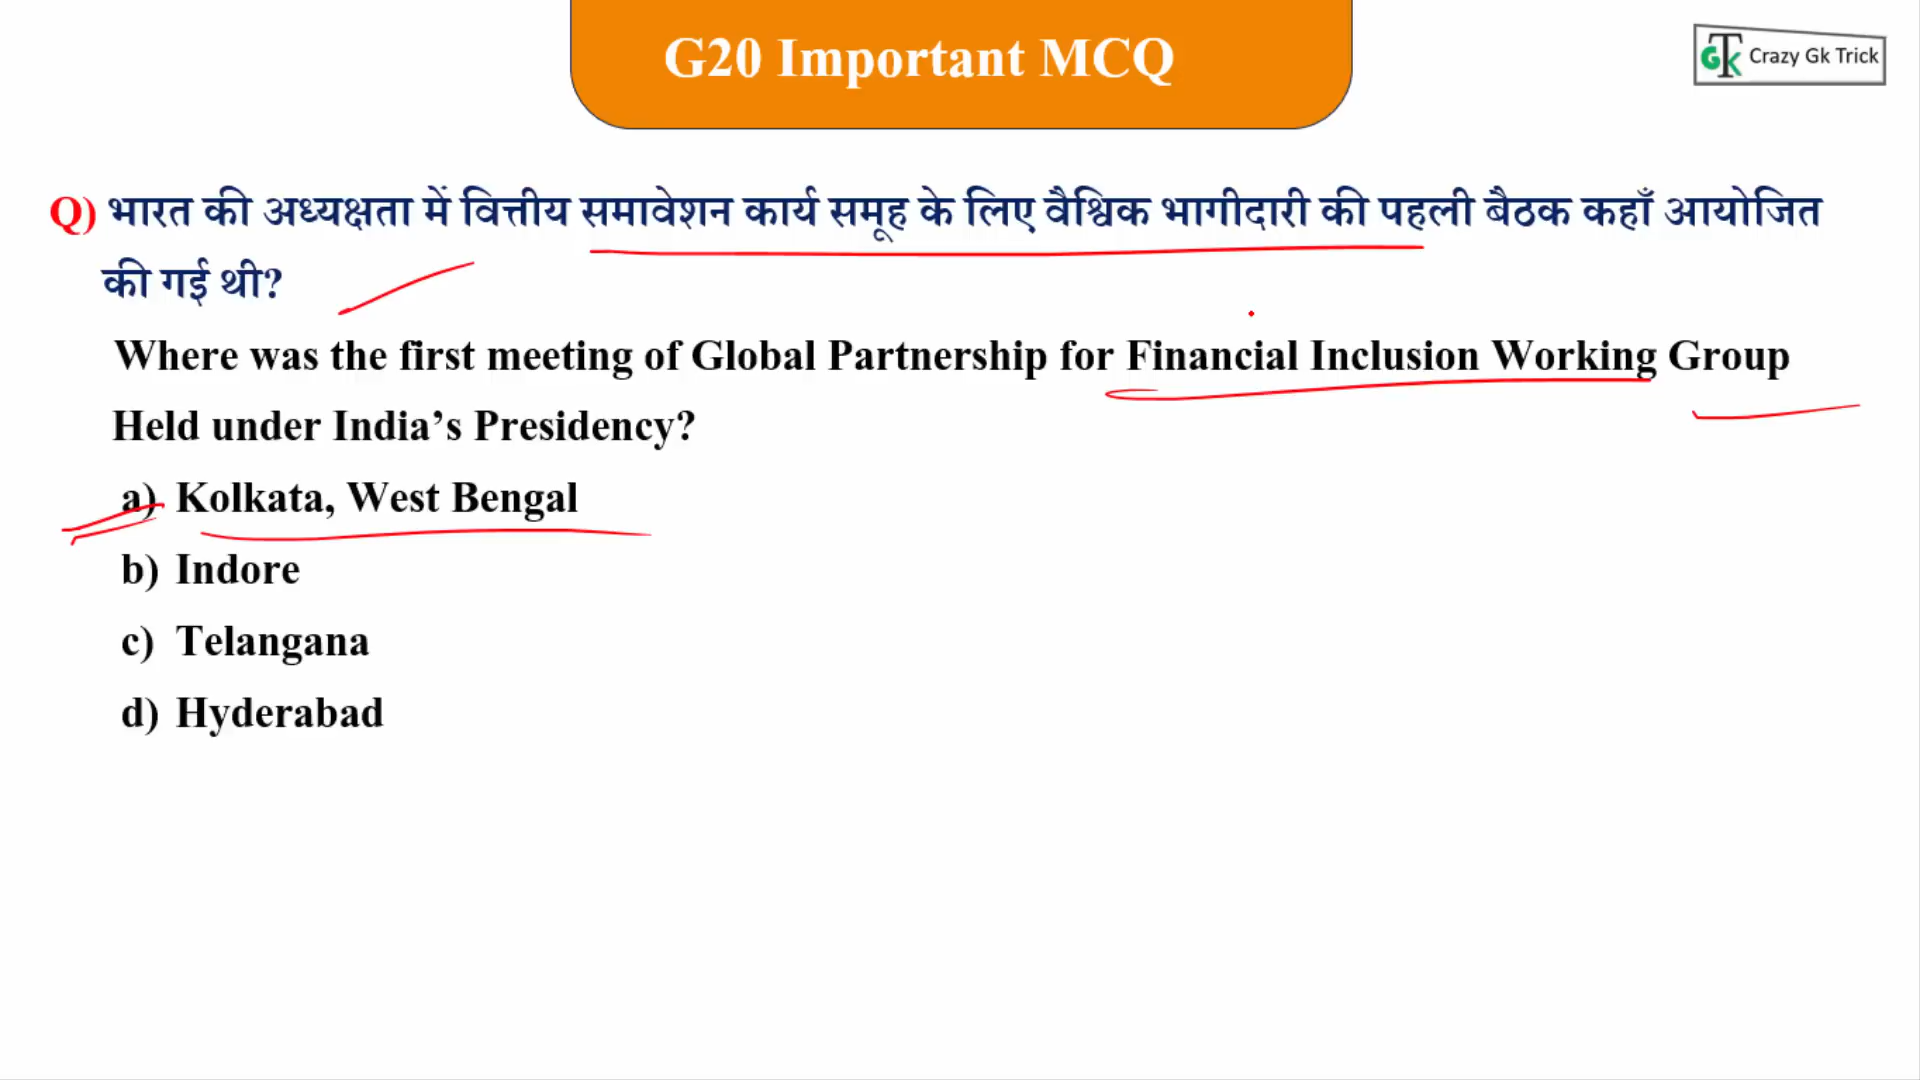 G20 Important MCQ
GTK Crazy Gk Trick
Q) भारत की अध्यक्षता में वित्तीय समावेशन कार्य समूह के लिए वैश्विक भागीदारी की पहली बैठक कहाँ आयोजित
की गई थी?
Where was the first meeting of Global Partnership for Financial Inclusion Working Group
Held under India’s Presidency?
a) Kolkata, West Bengal
b) Indore
c) Telangana
d) Hyderabad